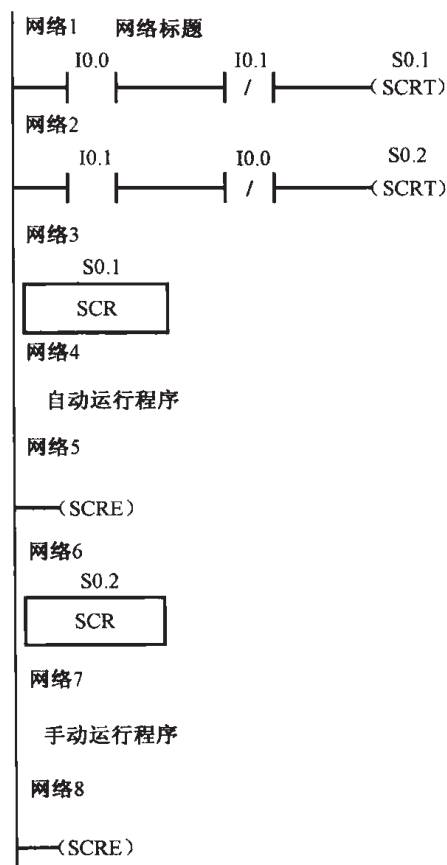 网络1 网络标题
I0.0 I0.1 S0.1
/ (SCRT)
网络2
I0.1 I0.0 S0.2
/ (SCRT)
网络3
S0.1
SCR
网络4
自动运行程序
网络5
(SCRE)
网络6
S0.2
SCR
网络7
手动运行程序
网络8
(SCRE)